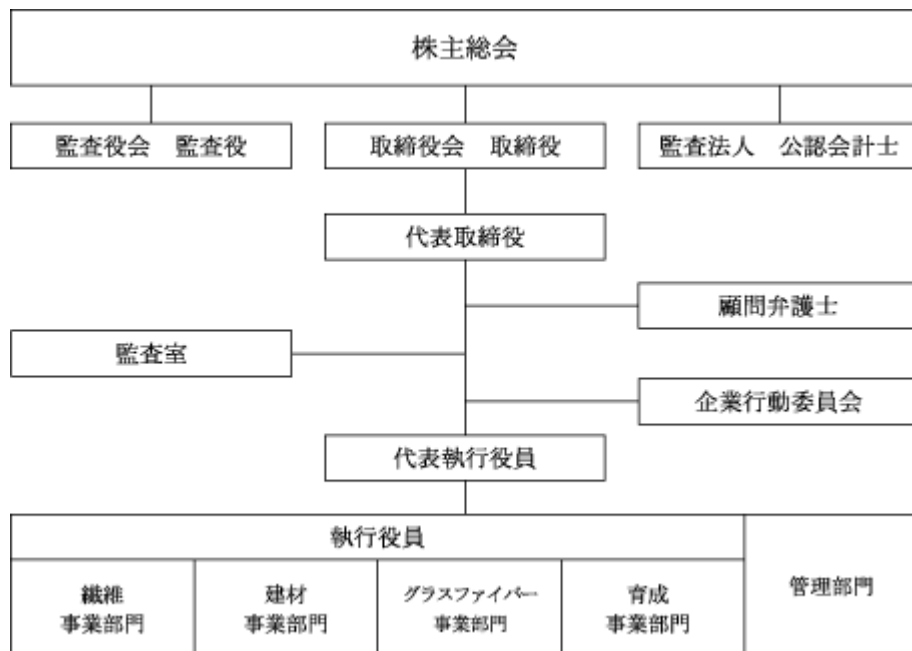 株主総会
監査役会　監査役
取締役会　取締役
監査法人　公認会計士
代表取締役
顧問弁護士
監査室
企業行動委員会
代表執行役員
執行役員
繊維
事業部門
建材
事業部門
グラスファイバー
事業部門
育成
事業部門
管理部門